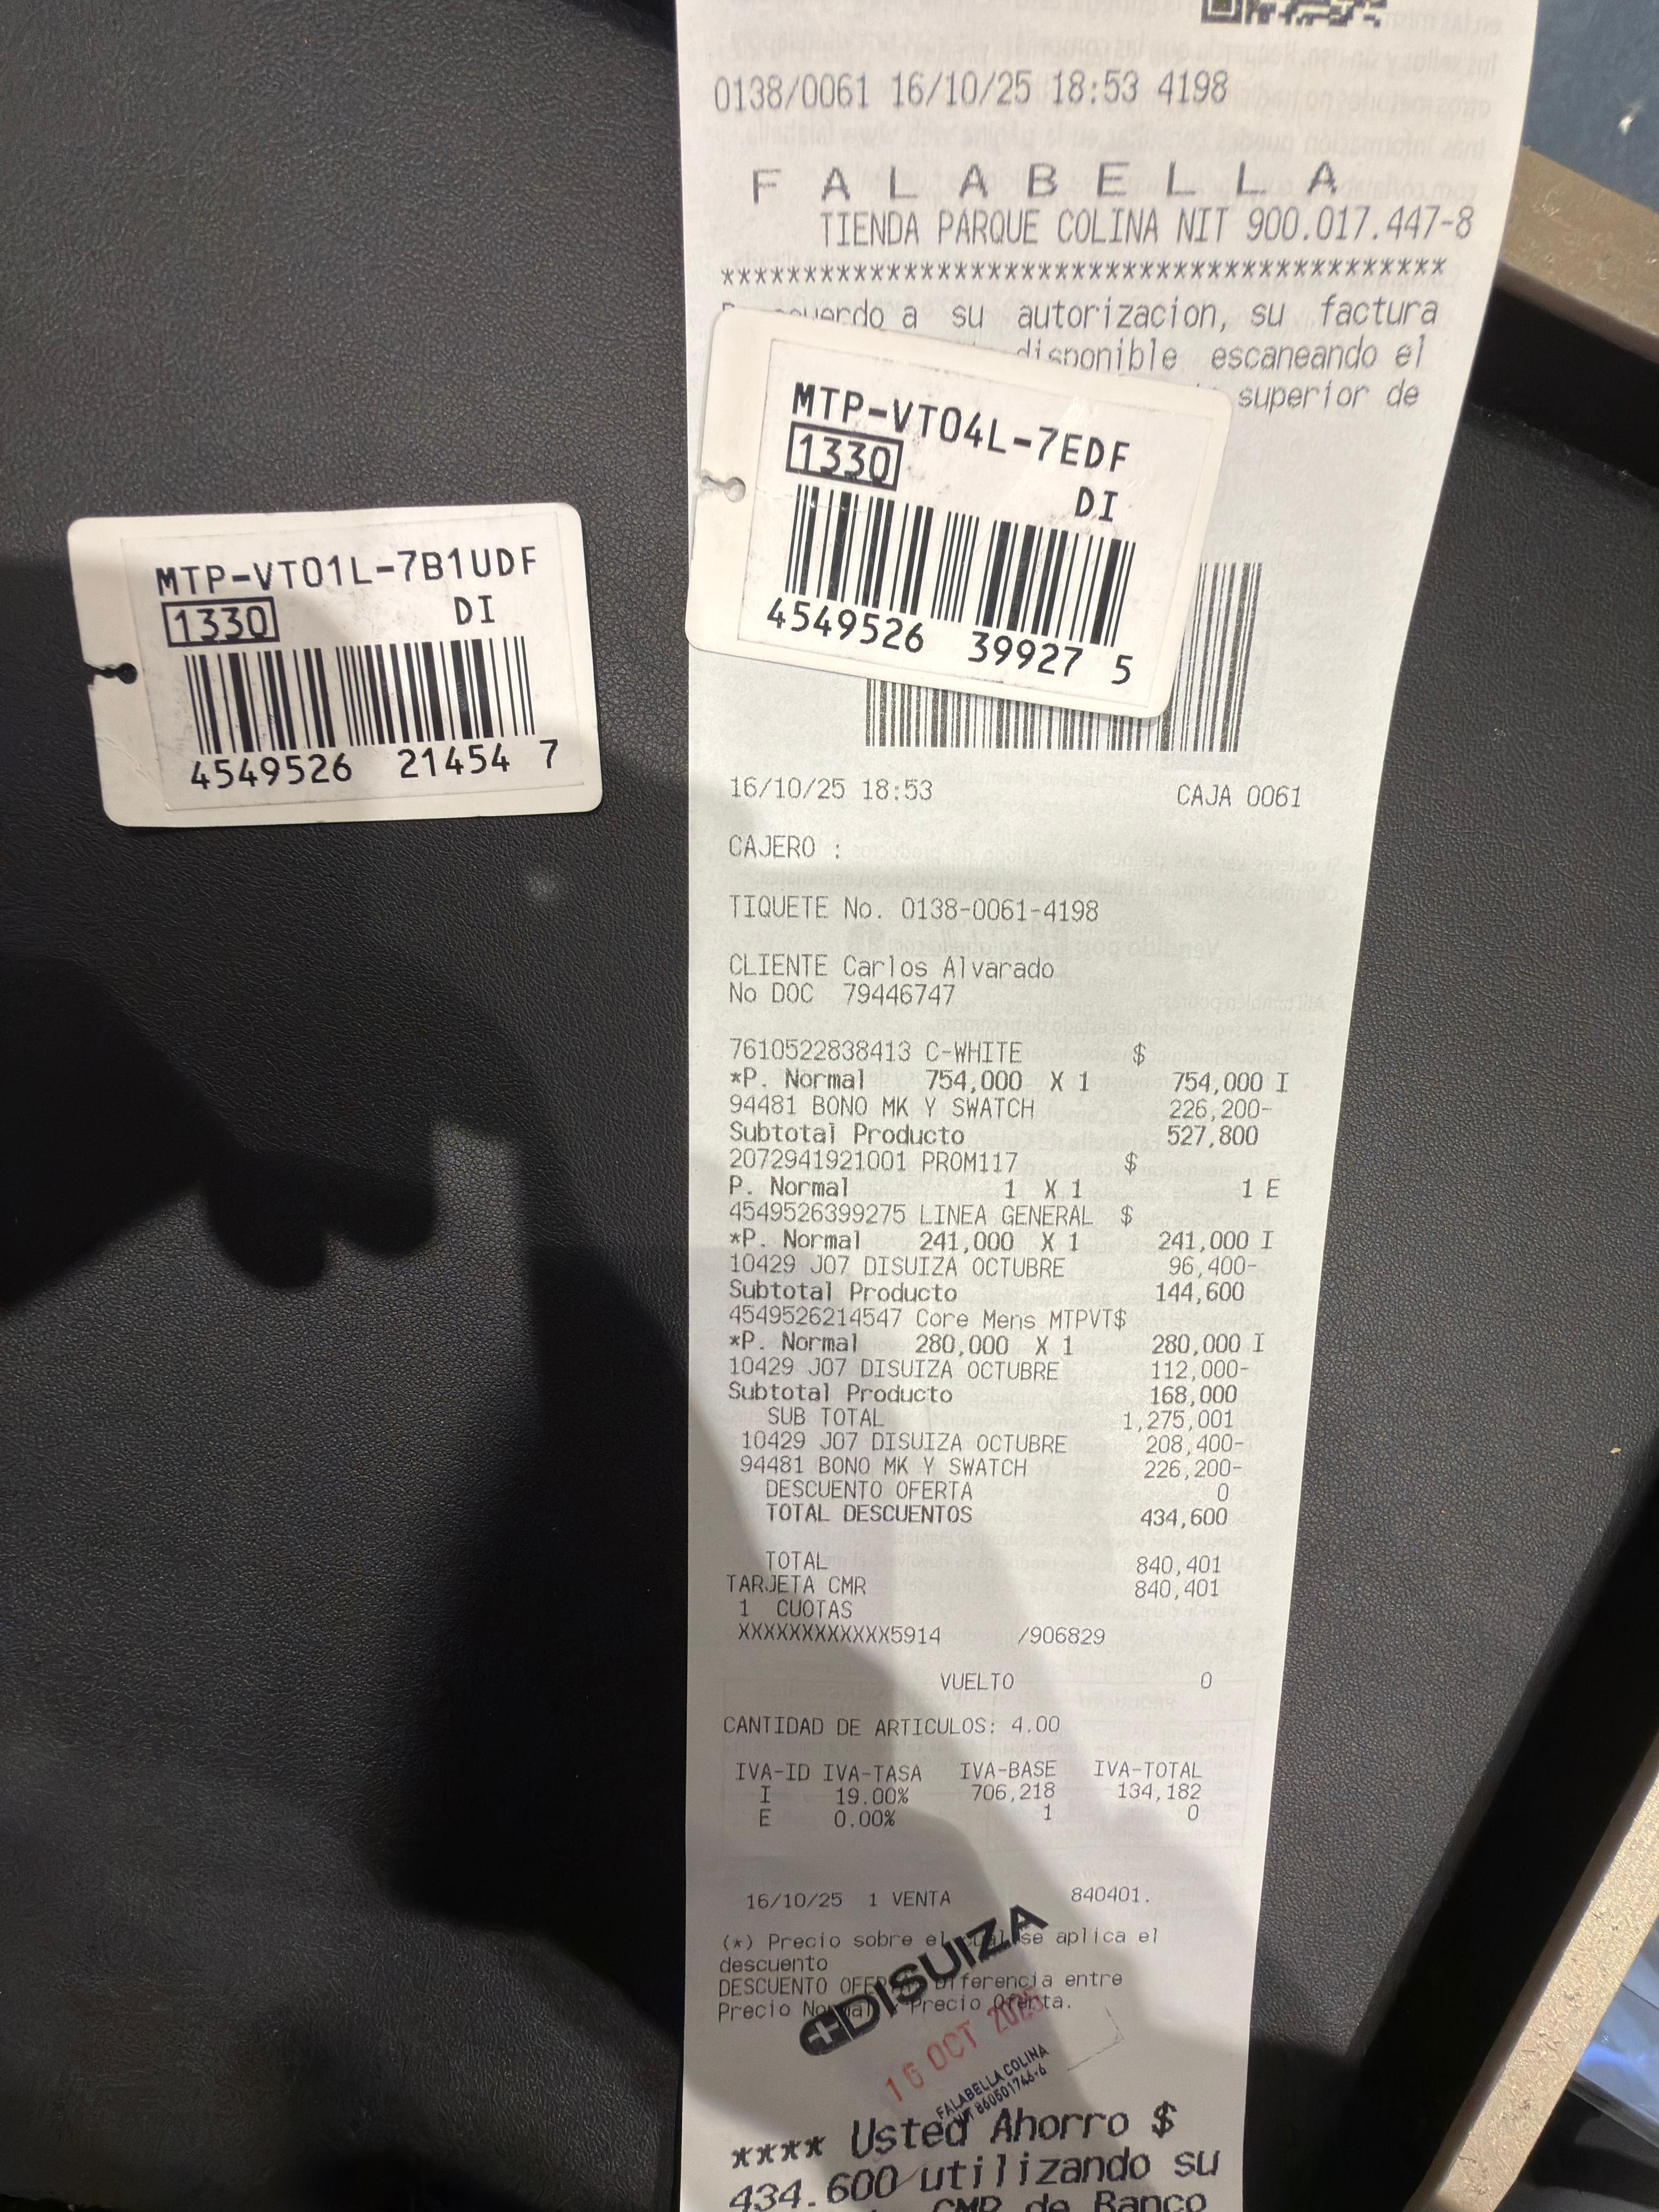 0138/0061 16/10/25 18:53 4198
FALABELLA
TIENDA PARQUE COLINA NIT 900.017.447-8
******************************************
a su autorizacion, su factura
disponible escaneando el
superior de
MTP-VT04L-7EDF
1330
DI
4549526 39927 5
MTP-VT01L-7B1UDF
1330
DI
4549526 21454 7
16/10/25 18:53 CAJA 0061
CAJERO :
TIQUETE No. 0138-0061-4198
CLIENTE Carlos Alvarado
No DOC 79446747
7610522838413 C-WHITE $
*P. Normal 754,000 X 1 754,000 I
94481 BONO MK Y SWATCH 226,200-
Subtotal Producto 527,800
2072941921001 PROM117 $
P. Normal 1 X 1 1 E
4549526399275 LINEA GENERAL $
*P. Normal 241,000 X 1 241,000 I
10429 J07 DISUIZA OCTUBRE 96,400-
Subtotal Producto 144,600
4549526214547 Core Mens MTPVT$
*P. Normal 280,000 X 1 280,000 I
10429 J07 DISUIZA OCTUBRE 112,000-
Subtotal Producto 168,000
SUB TOTAL 1,275,001
10429 J07 DISUIZA OCTUBRE 208,400-
94481 BONO MK Y SWATCH 226,200-
DESCUENTO OFERTA 0
TOTAL DESCUENTOS 434,600
TOTAL 840,401
TARJETA CMR 840,401
1 CUOTAS
XXXXXXXXXXXX5914 /906829
VUELTO 0
CANTIDAD DE ARTICULOS: 4.00
IVA-ID IVA-TASA IVA-BASE IVA-TOTAL
I 19.00% 706,218 134,182
E 0.00% 1 0
16/10/25 1 VENTA 840401.
(*) Precio sobre el cual se aplica el
descuento
DESCUENTO OFERTA Diferencia entre
Precio Normal Precio Oferta.
DISUIZA
16 OCT 2025
FALABELLA COLINA
NIT 860501746-6
**** Usted Ahorro $
434.600 utilizando su
CMR de Banco